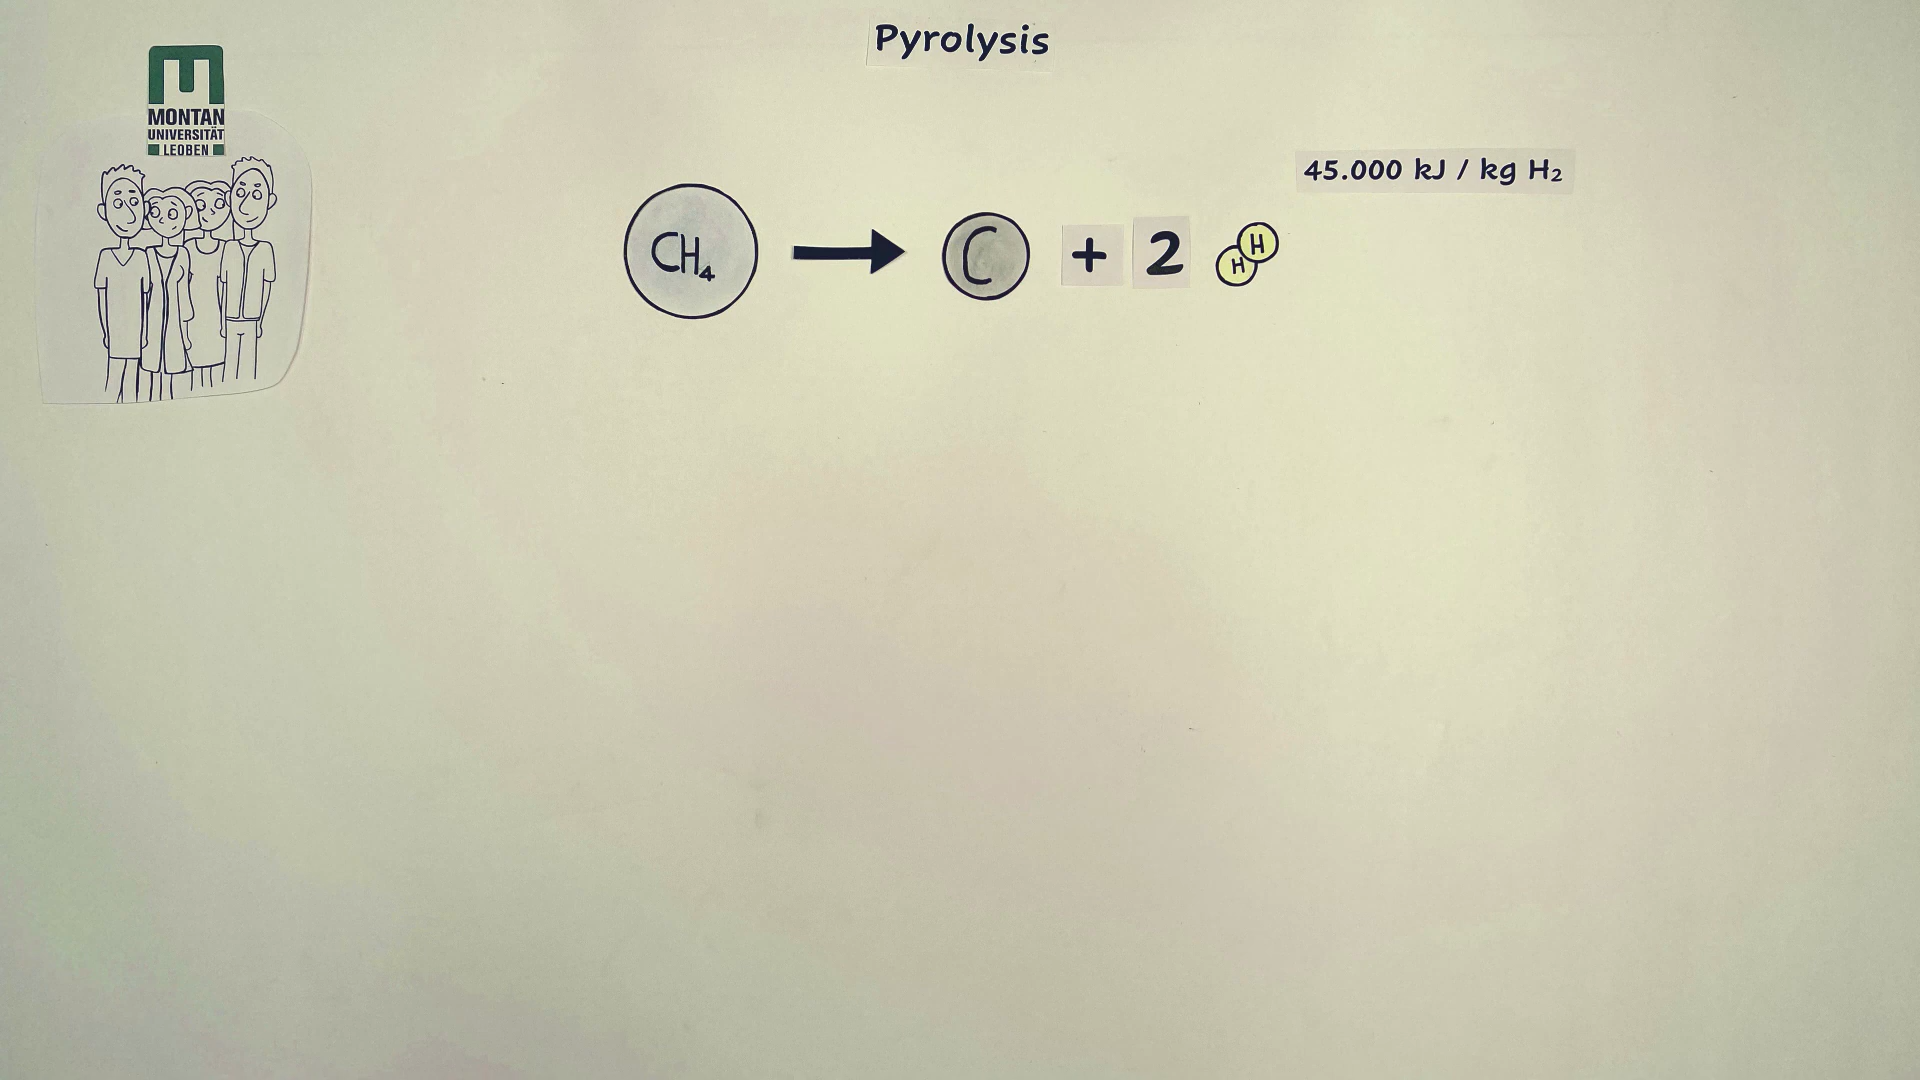 Pyrolysis
MONTAN
UNIVERSITÄT
LEOBEN
45.000 kJ / kg H₂
CH₄ → C + 2 H H